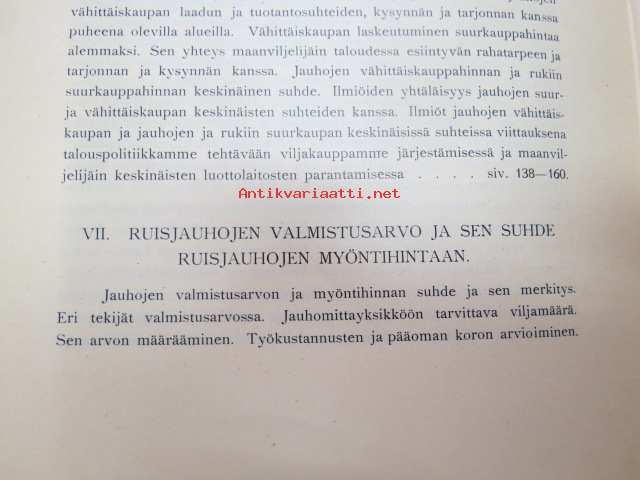 vähittäiskaupan laadun ja tuotantosuhteiden, kysynnän ja tarjonnan kanssa
puheena olevilla alueilla. Vähittäiskaupan laskeutuminen suurkauppahintaa
alemmaksi. Sen yhteys maanviljelijäin taloudessa esiintyvän rahatarpeen ja
tarjonnan ja kysynnän kanssa. Jauhojen vähittäiskauppahinnan ja rukiin
suurkauppahinnan keskinäinen suhde. Ilmiöiden yhtäläisyys jauhojen suur-
ja vähittäiskaupan keskinäisten suhteiden kanssa. Ilmiöt jauhojen vähittäis-
kaupan ja jauhojen ja rukiin suurkaupan keskinäisissä suhteissa viittauksena
talouspolitiikkamme tehtävään viljakauppamme järjestämisessä ja maanvil-
jelijäin keskinäisten luottolaitosten parantamisessa . . . . siv. 138—160.
Antikvariaatti.net
VII. RUISJAUHOJEN VALMISTUSARVO JA SEN SUHDE
RUISJAUHOJEN MYÖNTIHINTAAN.
Jauhojen valmistusarvon ja myöntihinnan suhde ja sen merkitys.
Eri tekijät valmistusarvossa. Jauhomittayksikköön tarvittava viljamäärä.
Sen arvon määrääminen. Työkustannusten ja pääoman koron arvioiminen.